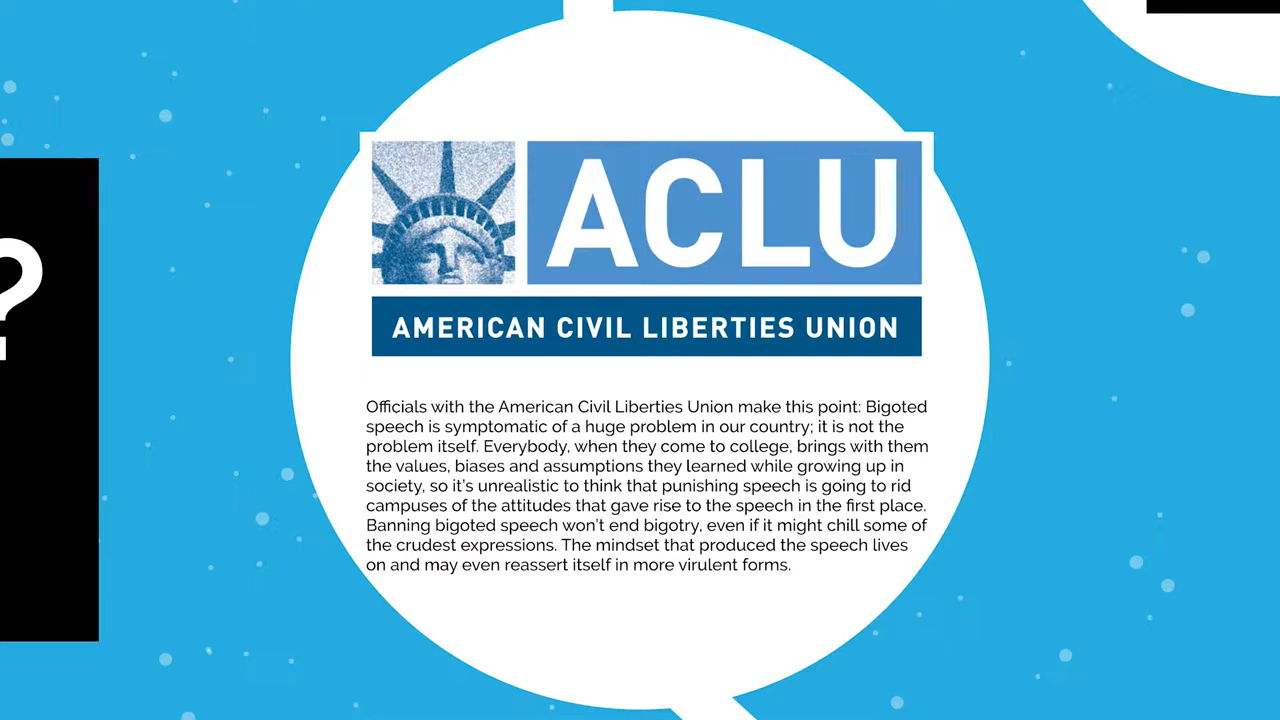 ?
ACLU
AMERICAN CIVIL LIBERTIES UNION
Officials with the American Civil Liberties Union make this point: Bigoted
speech is symptomatic of a huge problem in our country; it is not the
problem itself. Everybody, when they come to college, brings with them
the values, biases and assumptions they learned while growing up in
society, so it’s unrealistic to think that punishing speech is going to rid
campuses of the attitudes that gave rise to the speech in the first place.
Banning bigoted speech won’t end bigotry, even if it might chill some of
the crudest expressions. The mindset that produced the speech lives
on and may even reassert itself in more virulent forms.